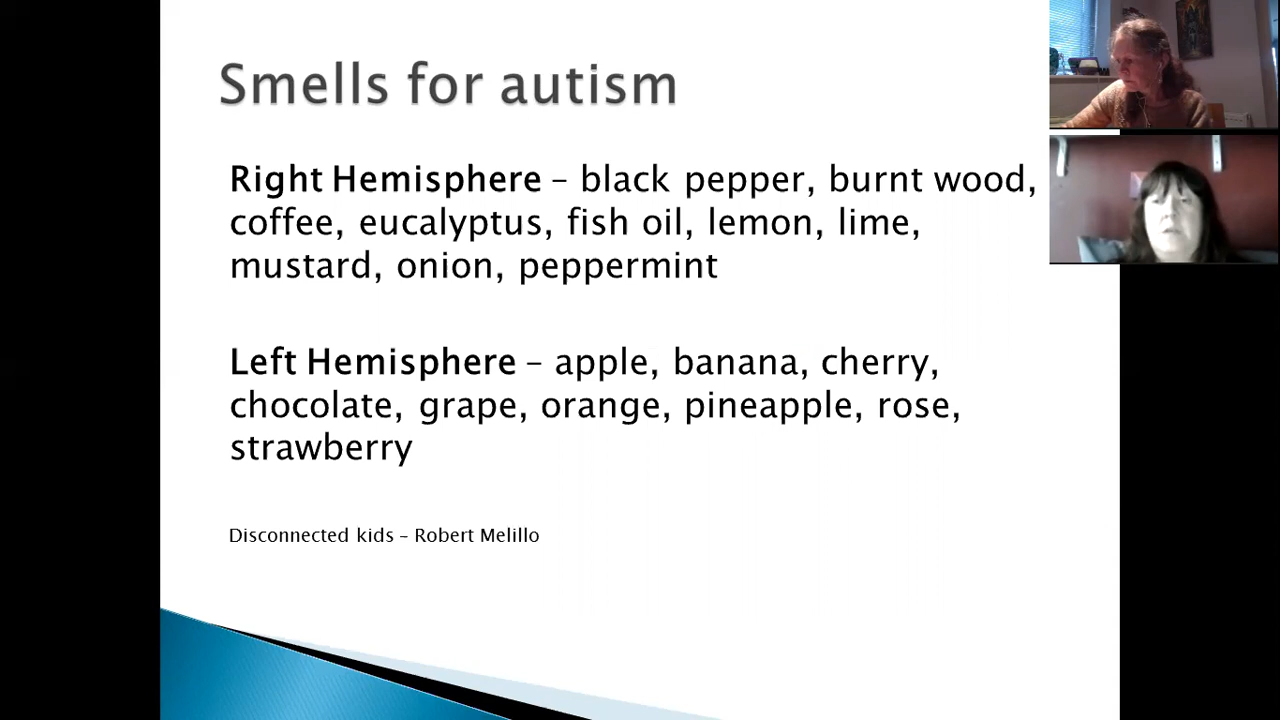 Smells for autism
Right Hemisphere – black pepper, burnt wood,
coffee, eucalyptus, fish oil, lemon, lime,
mustard, onion, peppermint
Left Hemisphere – apple, banana, cherry,
chocolate, grape, orange, pineapple, rose,
strawberry
Disconnected kids – Robert Melillo